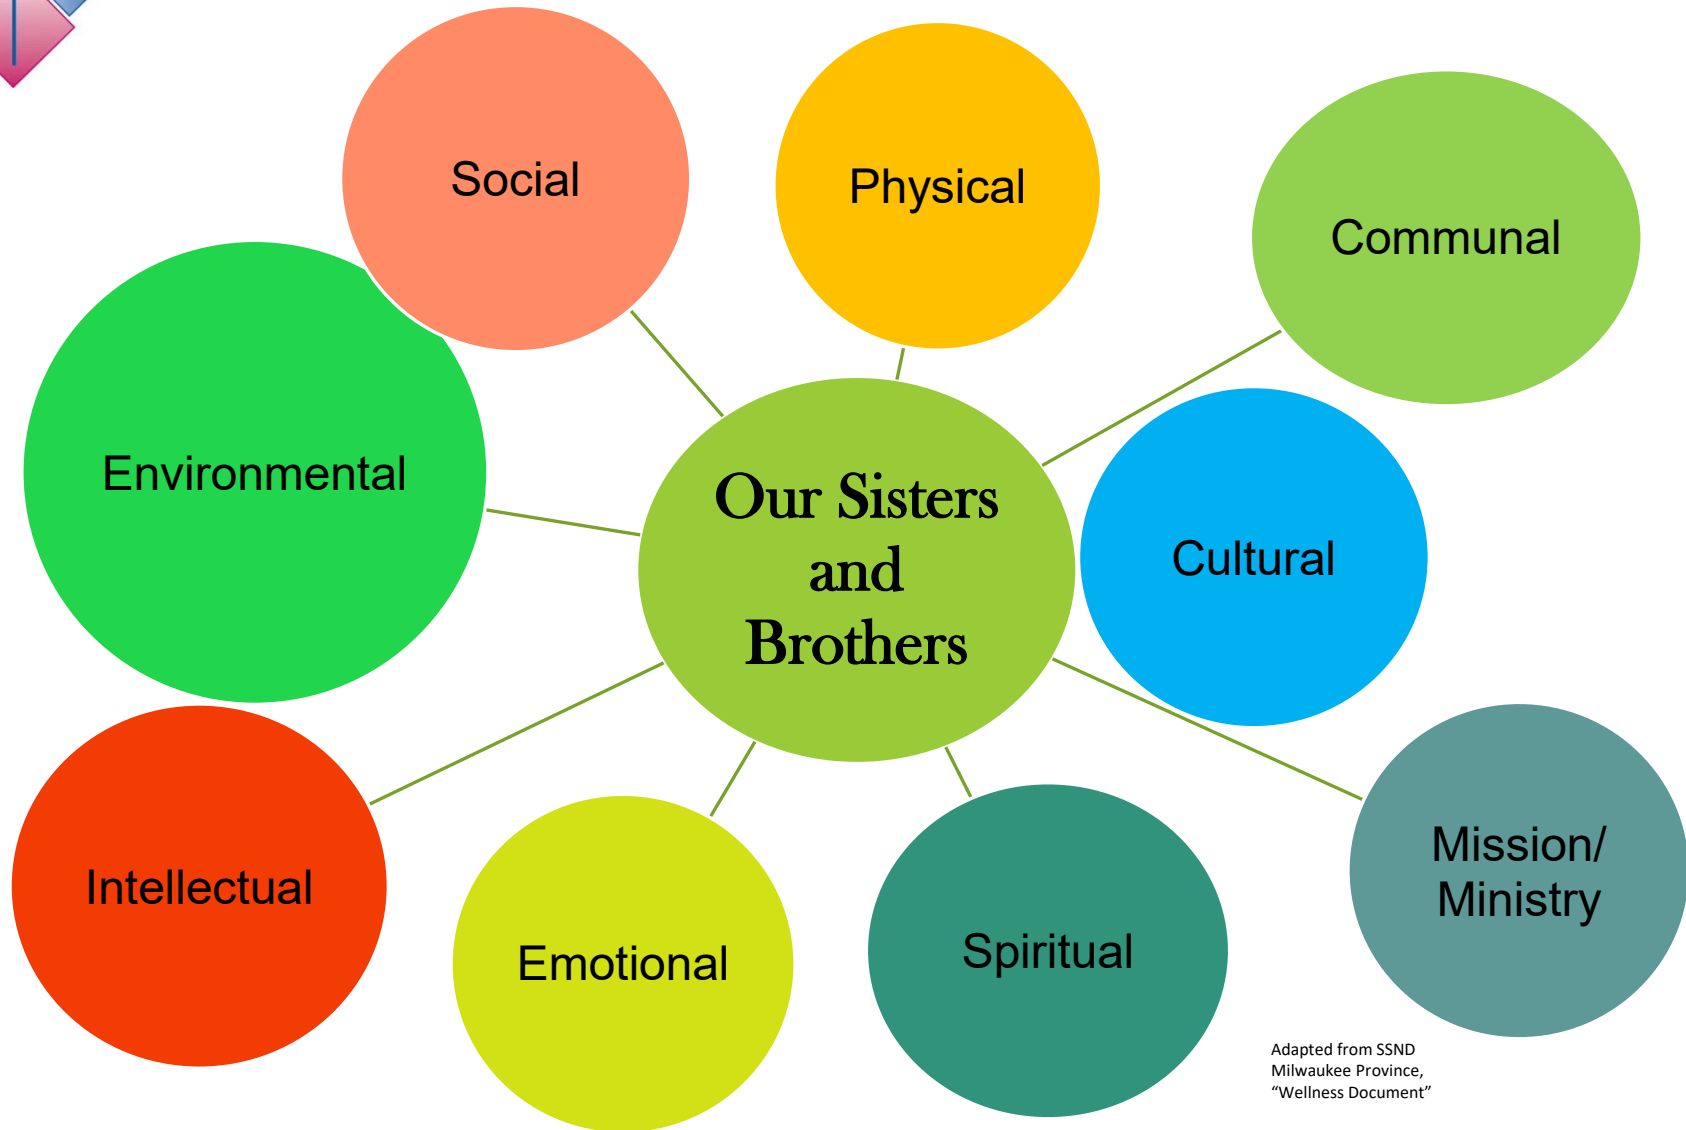 Social
Physical
Communal
Environmental
Our Sisters
and
Brothers
Cultural
Intellectual
Emotional
Spiritual
Mission/
Ministry
Adapted from SSND
Milwaukee Province,
“Wellness Document”